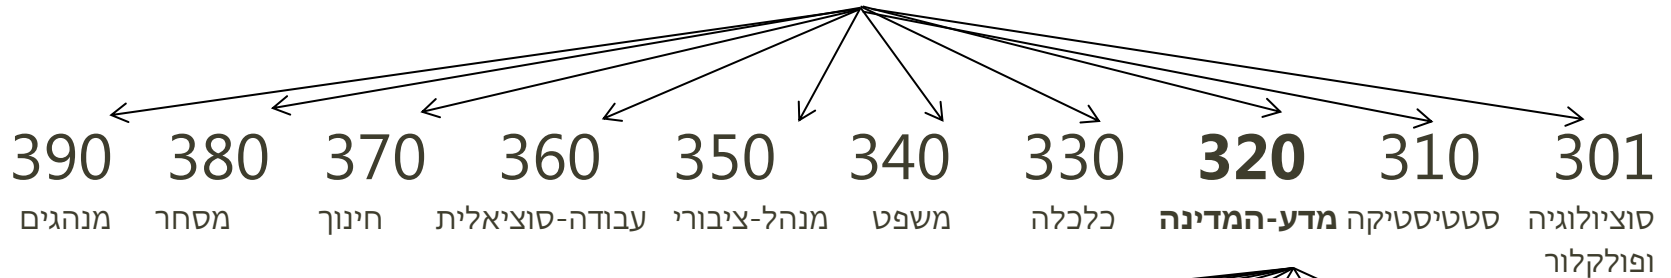 301 310 320 330 340 350 360 370 380 390
סוציולוגיה סטטיסטיקה מדע-המדינה כלכלה משפט מנהל-ציבורי עבודה-סוציאלית חינוך מסחר מנהגים
ופולקלור